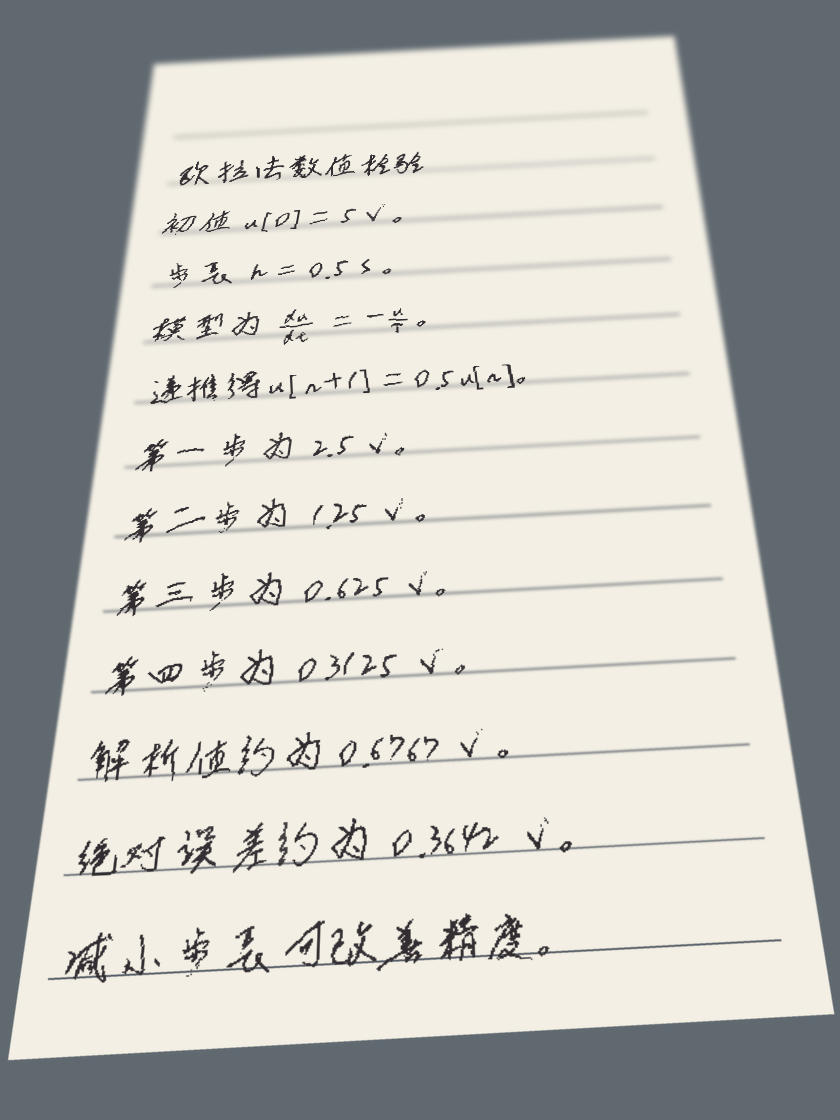 欧拉法数值检验
初值 u[0] = 5 V。
步长 h = 0.5 s。
模型为 du/dt = -u/τ。
递推得 u[n+1] = 0.5u[n]。
第一步为 2.5 V。
第二步为 1.25 V。
第三步为 0.625 V。
第四步为 0.3125 V。
解析值约为 0.6767 V。
绝对误差约为 0.3642 V。
减小步长可改善精度。